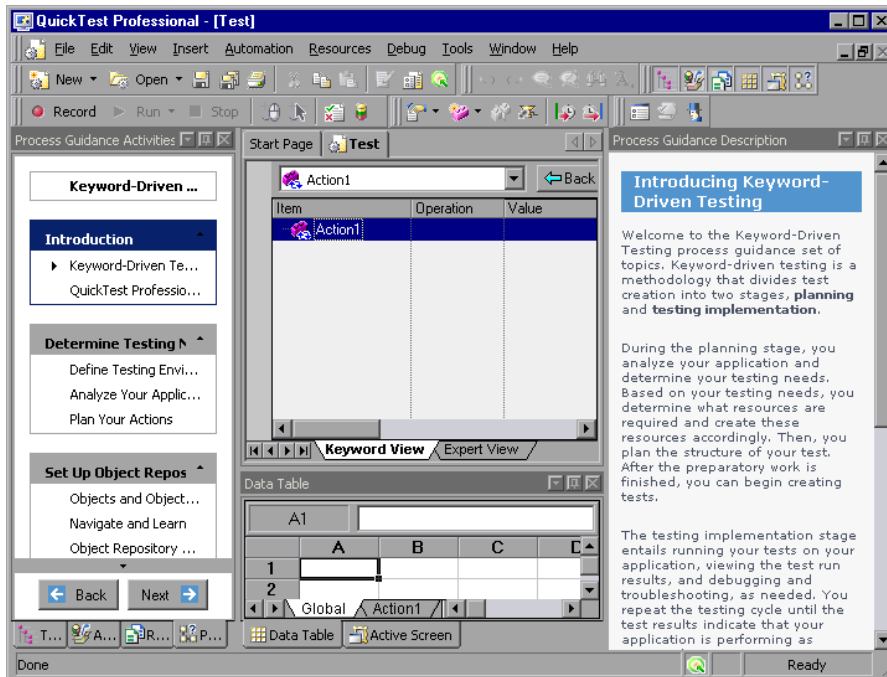 QuickTest Professional - [Test]
File Edit View Insert Automation Resources Debug Tools Window Help
New Open
Record Run Stop
Process Guidance Activities
Keyword-Driven ...
Introduction
Keyword-Driven Te...
QuickTest Professio...
Determine Testing N
Define Testing Envi...
Analyze Your Applic...
Plan Your Actions
Set Up Object Repos
Objects and Object...
Navigate and Learn
Object Repository ...
Back Next
T... A... R... P...
Start Page Test
Action1 Back
Item Operation Value
Action1
Keyword View Expert View
Data Table
A1
A B C D
1
2
Global Action1
Data Table Active Screen
Process Guidance Description
Introducing Keyword-
Driven Testing
Welcome to the Keyword-Driven
Testing process guidance set of
topics. Keyword-driven testing is a
methodology that divides test
creation into two stages, planning
and testing implementation.
During the planning stage, you
analyze your application and
determine your testing needs.
Based on your testing needs, you
determine what resources are
required and create these
resources accordingly. Then, you
plan the structure of your test.
After the preparatory work is
finished, you can begin creating
tests.
The testing implementation stage
entails running your tests on your
application, viewing the test run
results, and debugging and
troubleshooting, as needed. You
repeat the testing cycle until the
test results indicate that your
application is performing as
Done Ready